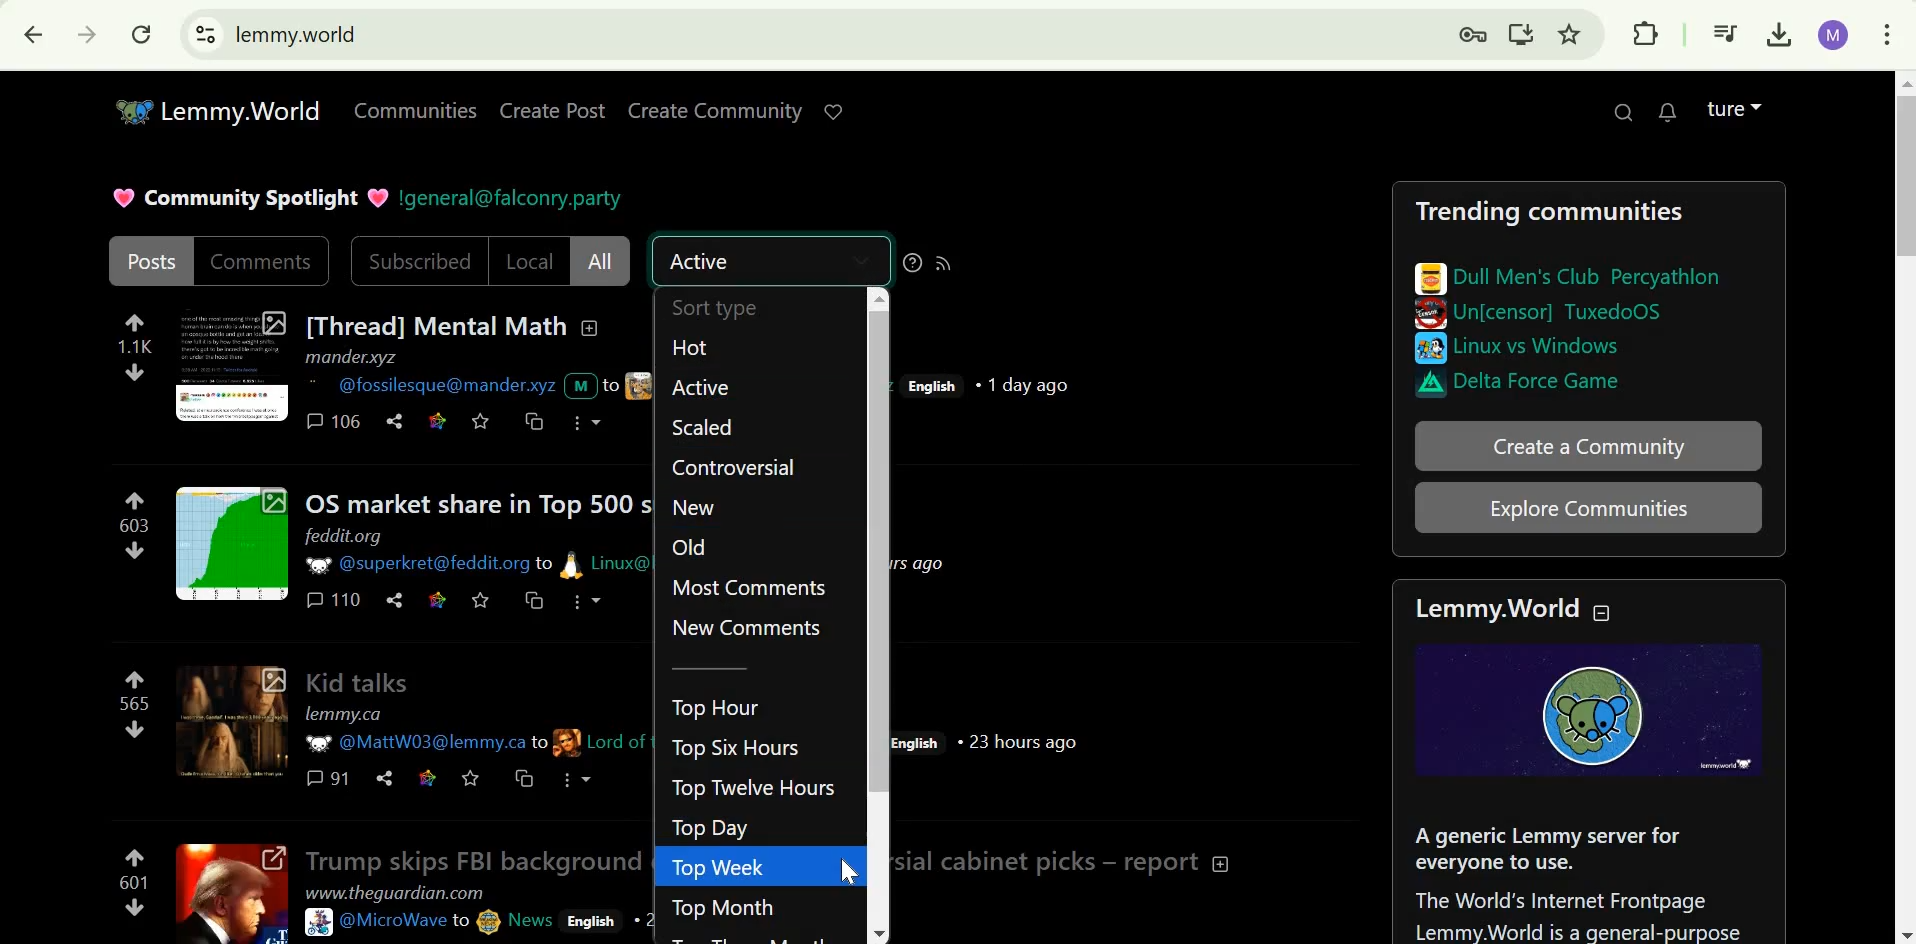 lemmy.world
M
Lemmy.World Communities Create Post Create Community
ture
Community Spotlight !general@falconry.party
Posts Comments Subscribed Local All Active
Sort type
Hot
Active
Scaled
Controversial
New
Old
Most Comments
New Comments
Top Hour
Top Six Hours
Top Twelve Hours
Top Day
Top Week
Top Month
1.1K
[Thread] Mental Math
mander.xyz
@fossilesque@mander.xyz M to English • 1 day ago
106
603
OS market share in Top 500 s
feddit.org
@superkret@feddit.org to Linux@ rs ago
110
565
Kid talks
lemmy.ca
@MattW03@lemmy.ca to Lord of English • 23 hours ago
91
601
Trump skips FBI background sial cabinet picks – report
www.theguardian.com
@MicroWave to News English • 2
Trending communities
Dull Men's Club Percyathlon
Un[censor] TuxedoOS
Linux vs Windows
Delta Force Game
Create a Community
Explore Communities
Lemmy.World
lemmy.world
A generic Lemmy server for
everyone to use.
The World's Internet Frontpage
Lemmy.World is a general-purpose